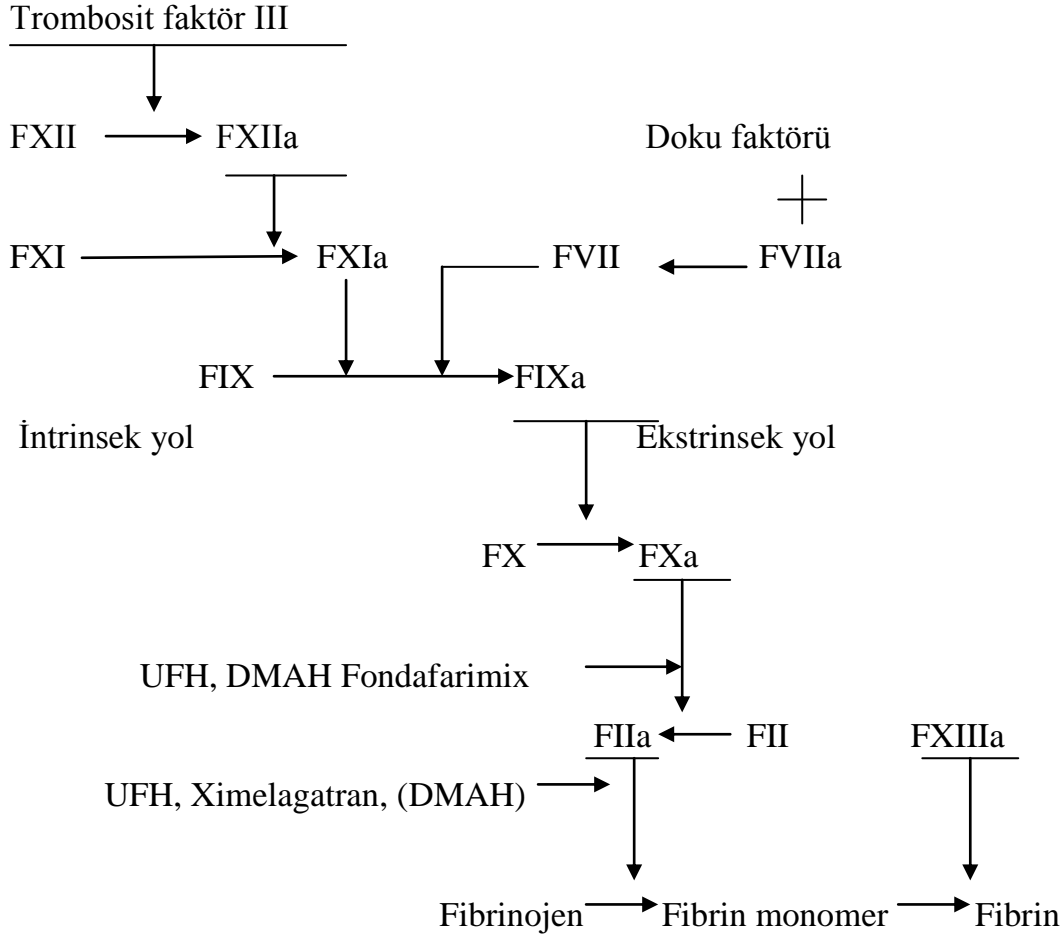 Trombosit faktör III
FXII FXIIa Doku faktörü
FXI FXIa FVII FVIIa
FIX FIXa
İntrinsek yol Ekstrinsek yol
FX FXa
UFH, DMAH Fondafarimix
FIIa FII FXIIIa
UFH, Ximelagatran, (DMAH)
Fibrinojen Fibrin monomer Fibrin